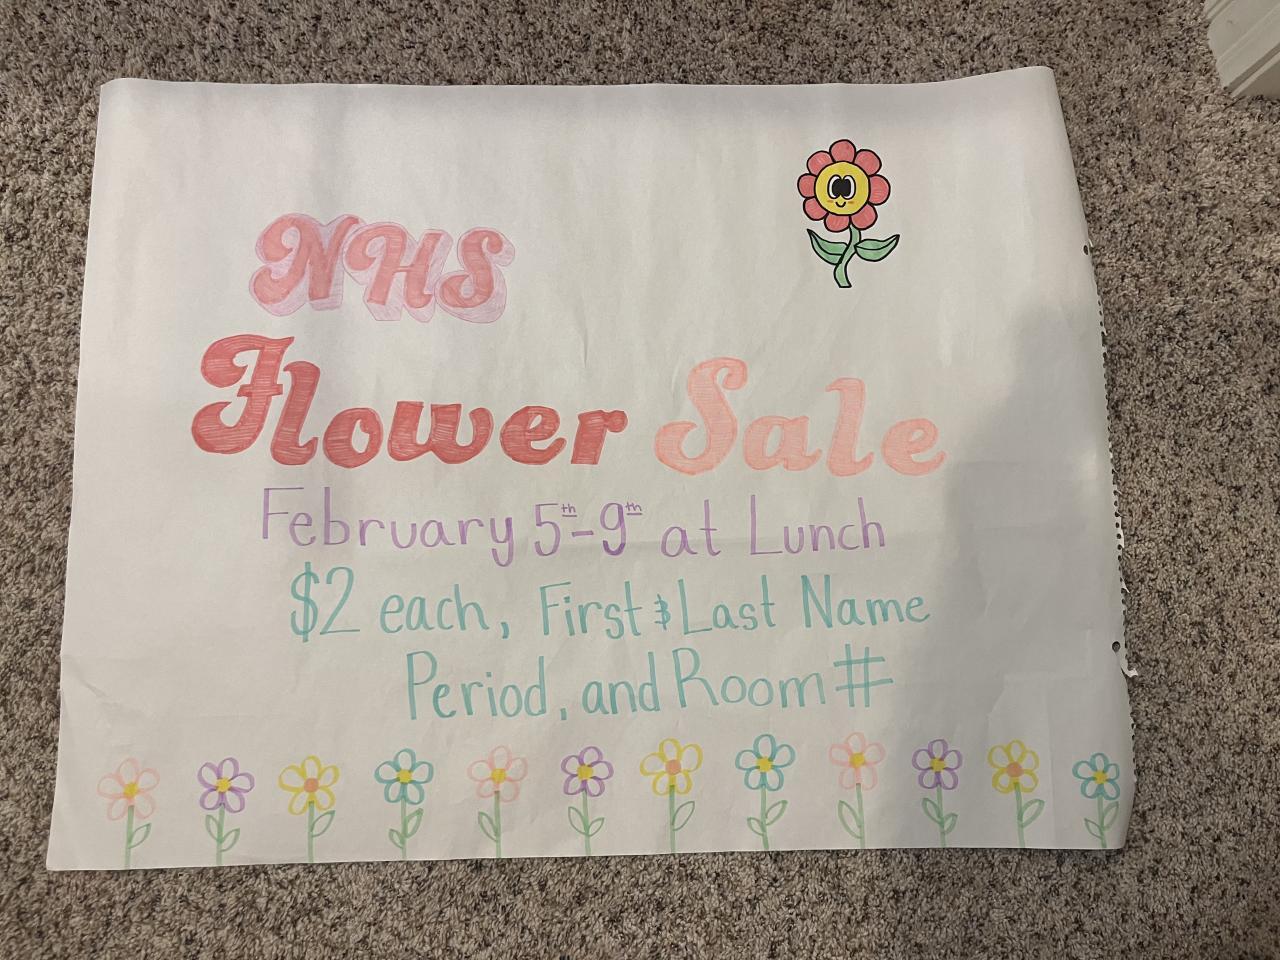 NHS
Flower Sale
February 5th-9th at Lunch
$2 each, First & Last Name
Period, and Room #